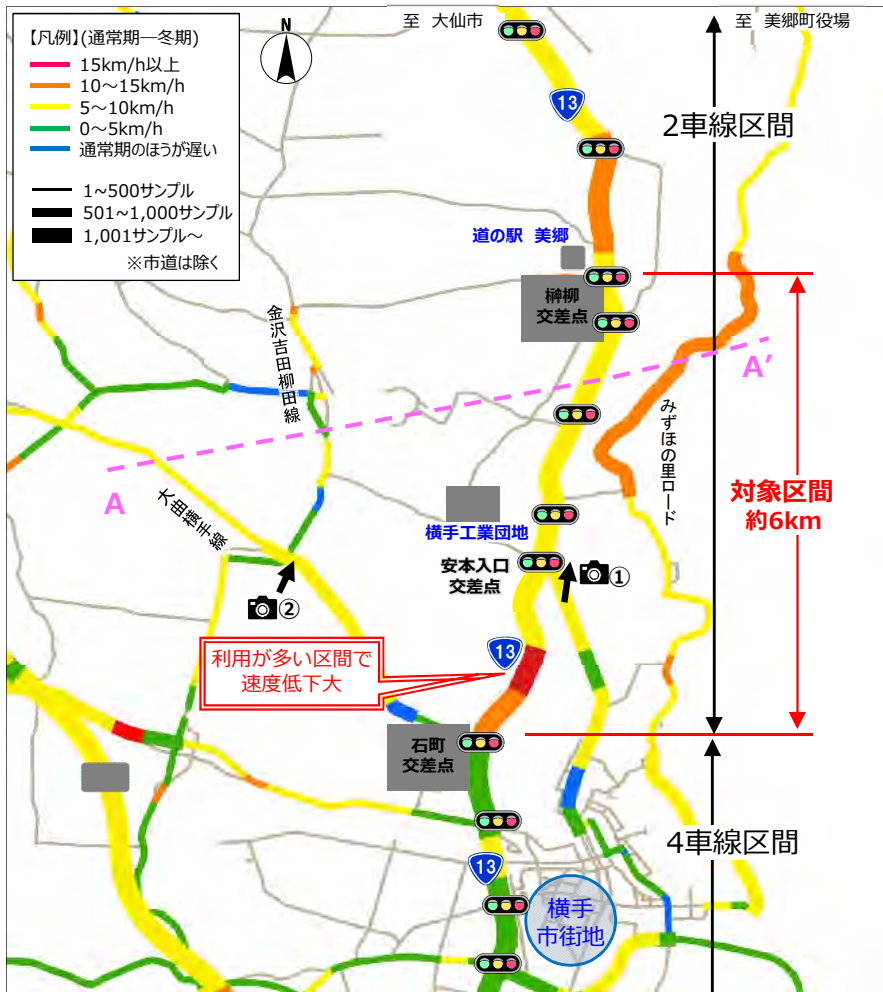 【凡例】(通常期―冬期)
15km/h以上
10～15km/h
5～10km/h
0～5km/h
通常期のほうが遅い
1~500サンプル
501~1,000サンプル
1,001サンプル～
※市道は除く
N
至 大仙市
至 美郷町役場
13
2車線区間
道の駅 美郷
榊柳
交差点
金沢吉田柳田線
A'
A
みずほの里ロード
対象区間
約6km
大曲横手線
横手工業団地
安本入口
交差点
①
②
利用が多い区間で
速度低下大
13
石町
交差点
4車線区間
13
横手
市街地